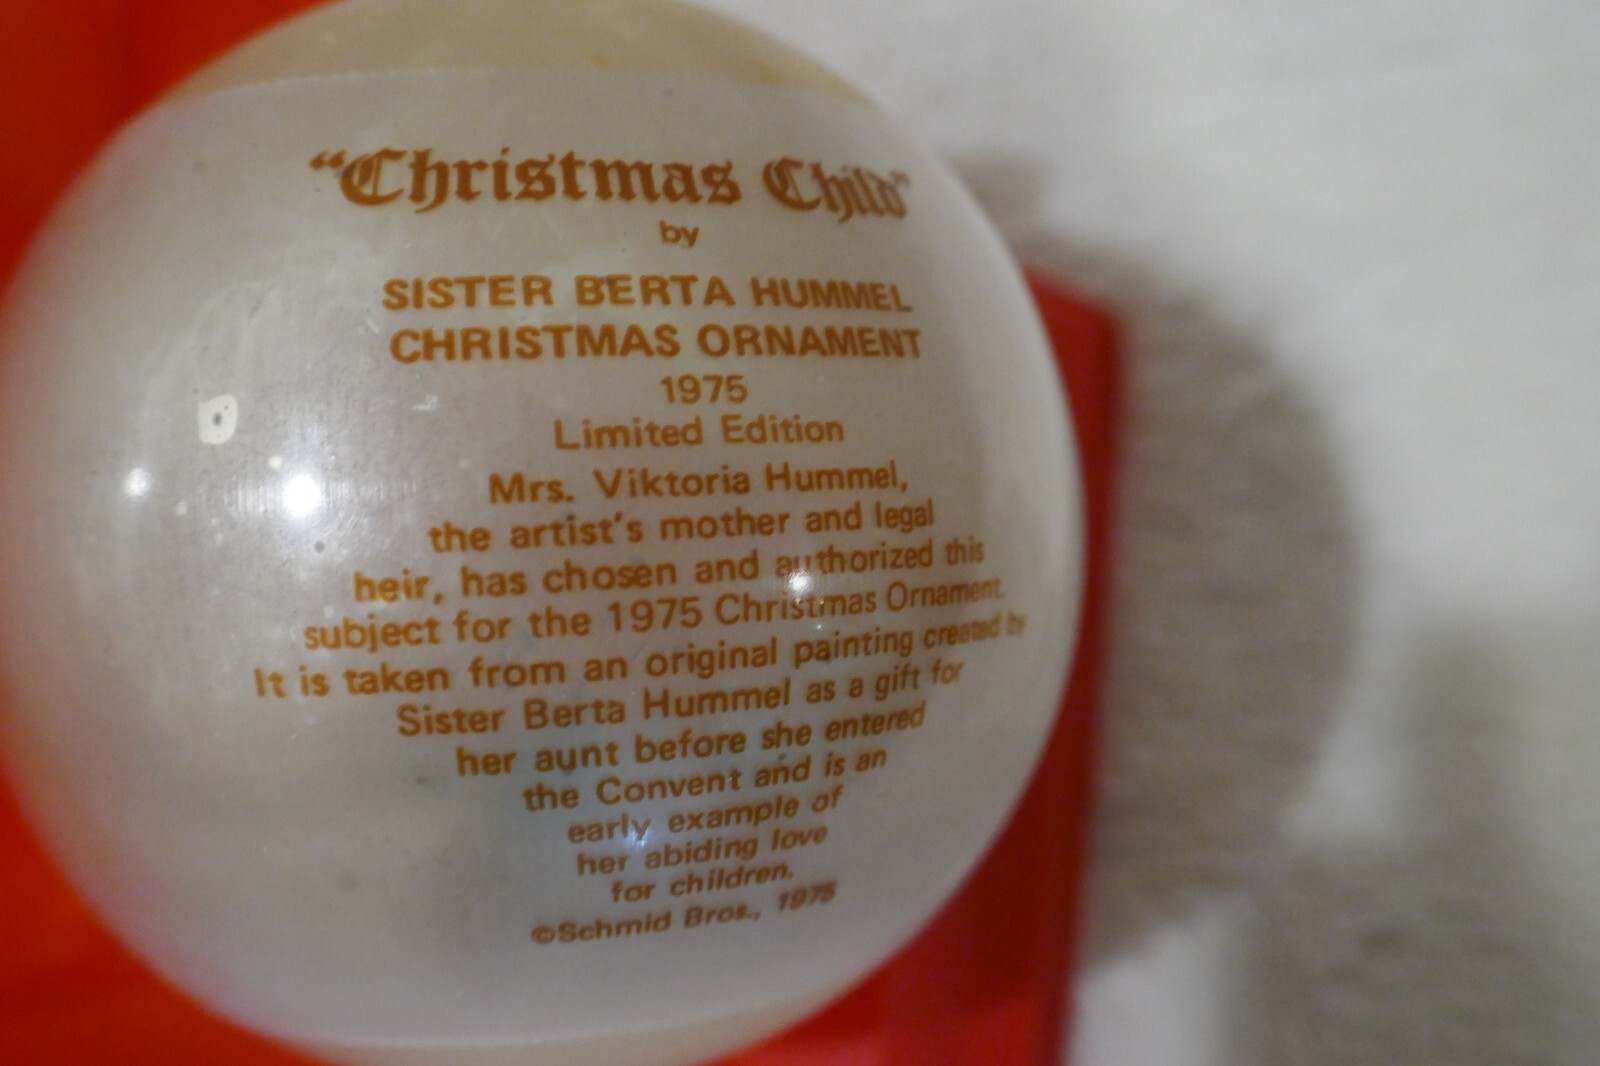 “Christmas Child”
by
SISTER BERTA HUMMEL
CHRISTMAS ORNAMENT
1975
Limited Edition
Mrs. Viktoria Hummel,
the artist's mother and legal
heir, has chosen and authorized this
subject for the 1975 Christmas Ornament.
It is taken from an original painting created by
Sister Berta Hummel as a gift for
her aunt before she entered
the Convent and is an
early example of
her abiding love
for children.
©Schmid Bros., 1975